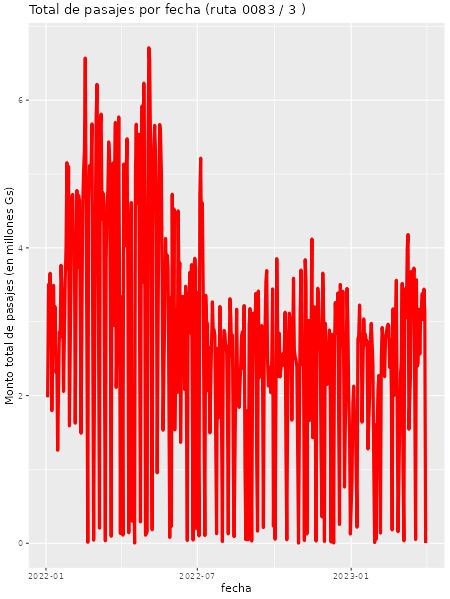 Total de pasajes por fecha (ruta 0083 / 3 )
Monto total de pasajes (en millones Gs)
6
4
2
0
2022-01 2022-07 2023-01
fecha